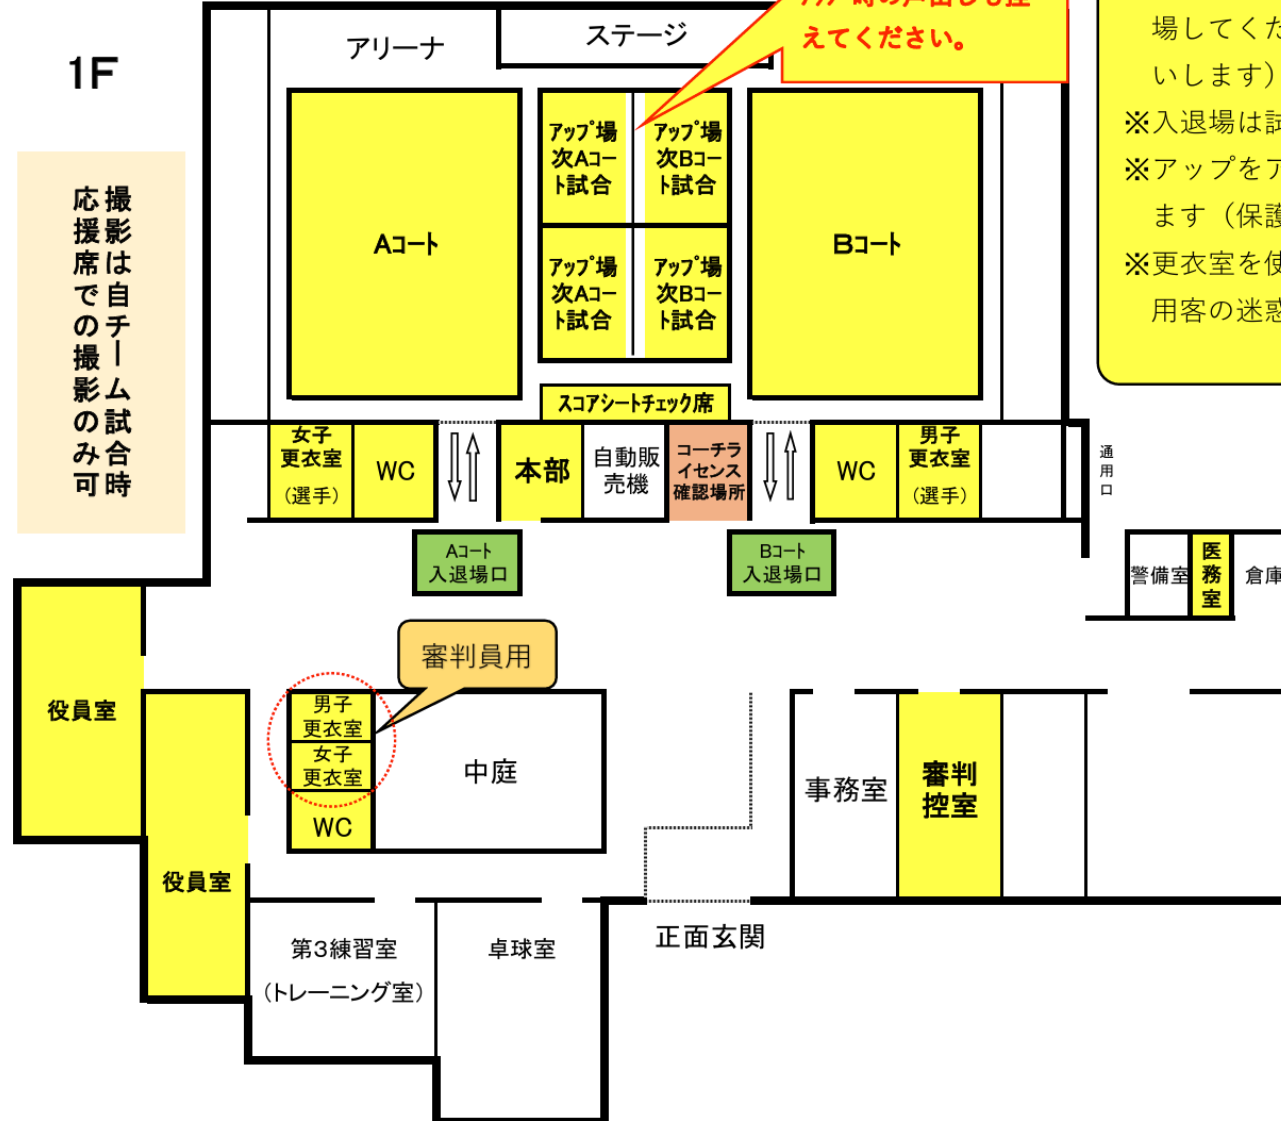 1F
撮影は自チーム試合時
応援席での撮影のみ可
アリーナ
ステージ
えてください。
場してくだ
いします）
※入退場は試
※アップをア
ます（保護
※更衣室を使
用客の迷惑
Aコート
アップ場
次Aコー
ト試合
アップ場
次Bコー
ト試合
アップ場
次Aコー
ト試合
アップ場
次Bコー
ト試合
Bコート
スコアシートチェック席
女子
更衣室
（選手）
WC
本部
自動販
売機
コーチラ
イセンス
確認場所
WC
男子
更衣室
（選手）
通用口
Aコート
入退場口
Bコート
入退場口
警備室
医務室
倉庫
審判員用
役員室
男子
更衣室
女子
更衣室
WC
中庭
事務室
審判
控室
役員室
正面玄関
第3練習室
（トレーニング室）
卓球室